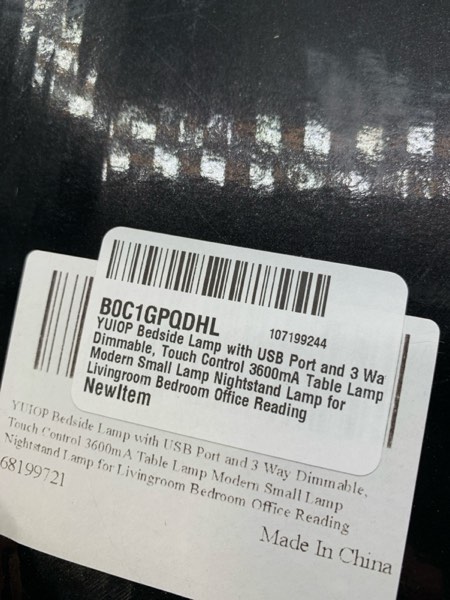 B0C1GPQDHL 107199244
YUIOP Bedside Lamp with USB Port and 3 Wa
Dimmable, Touch Control 3600mA Table Lamp
Modern Small Lamp Nightstand Lamp for
Livingroom Bedroom Office Reading
NewItem
YUIOP Bedside Lamp with USB Port and 3 Way Dimmable,
Touch Control 3600mA Table Lamp Modern Small Lamp
Nightstand Lamp for Livingroom Bedroom Office Reading
68199721
Made In China